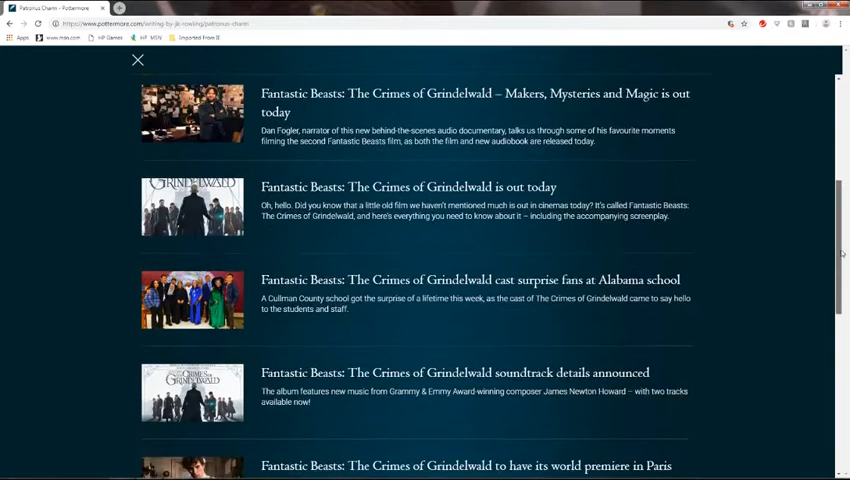 Patronus Charm - Pottermore
https://www.pottermore.com/writing-by-jk-rowling/patronus-charm
Apps www.msn.com HP Games HP MSN Imported From IE
Fantastic Beasts: The Crimes of Grindelwald – Makers, Mysteries and Magic is out
today
Dan Fogler, narrator of this new behind-the-scenes audio documentary, talks us through some of his favourite moments
filming the second Fantastic Beasts film, as both the film and new audiobook are released today.
GRINDELWALD
Fantastic Beasts: The Crimes of Grindelwald is out today
Oh, hello. Did you know that a little old film we haven't mentioned much is out in cinemas today? It's called Fantastic Beasts:
The Crimes of Grindelwald, and here's everything you need to know about it – including the accompanying screenplay.
Fantastic Beasts: The Crimes of Grindelwald cast surprise fans at Alabama school
A Cullman County school got the surprise of a lifetime this week, as the cast of The Crimes of Grindelwald came to say hello
to the students and staff.
CRIMES OF
GRINDELWALD
Fantastic Beasts: The Crimes of Grindelwald soundtrack details announced
The album features new music from Grammy & Emmy Award-winning composer James Newton Howard – with two tracks
available now!
Fantastic Beasts: The Crimes of Grindelwald to have its world premiere in Paris